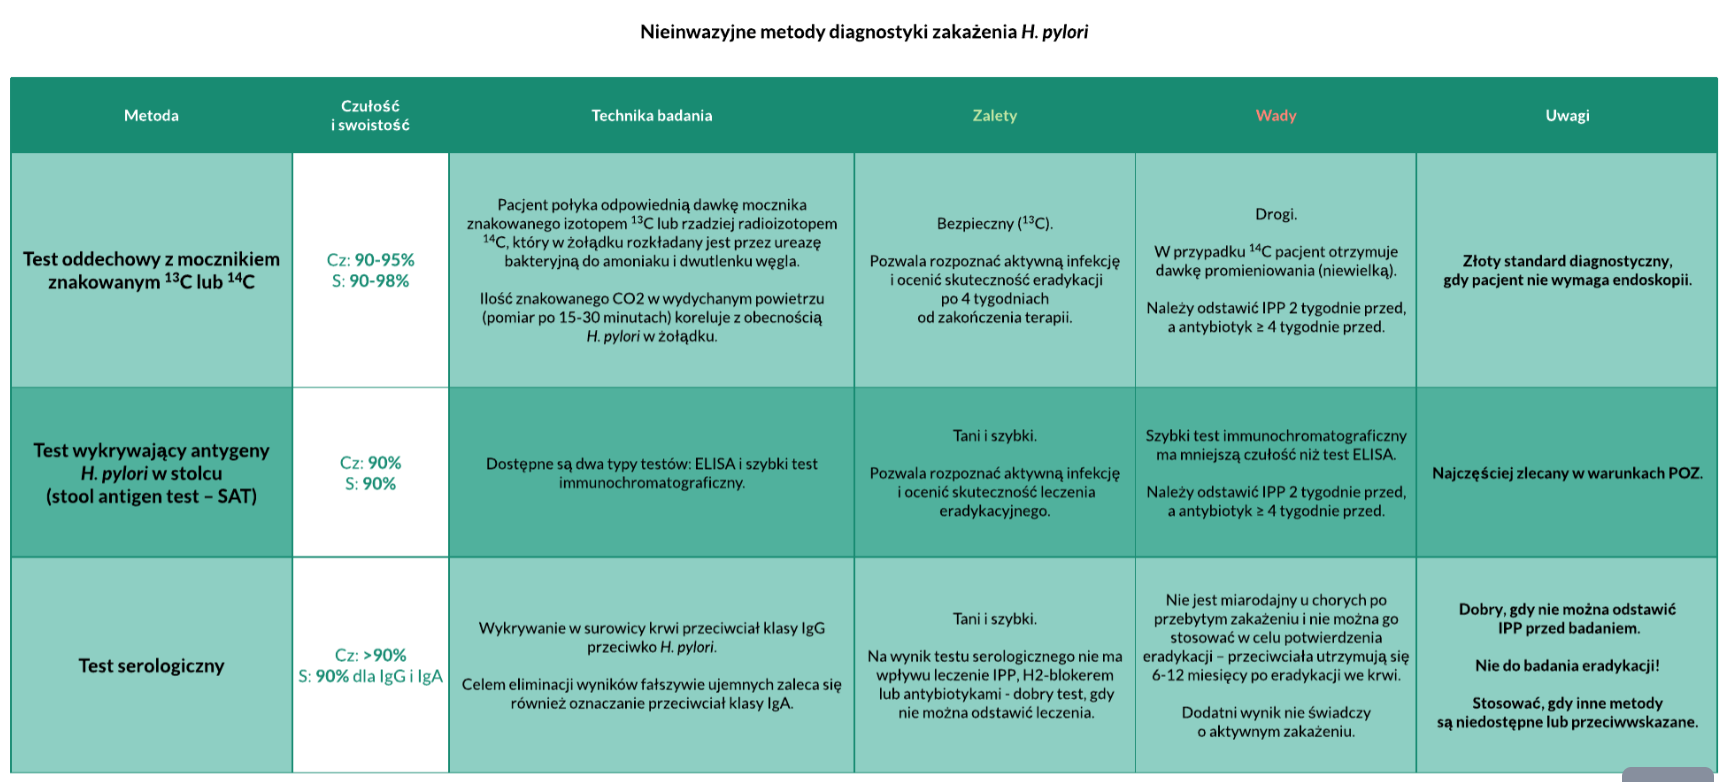 Nieinwazyjne metody diagnostyki zakażenia H. pylori
Metoda
Czułość
i swoistość
Technika badania
Zalety
Wady
Uwagi
Test oddechowy z mocznikiem
znakowanym ¹³C lub ¹⁴C
Cz: 90-95%
S: 90-98%
Pacjent połyka odpowiednią dawkę mocznika
znakowanego izotopem ¹³C lub rzadziej radioizotopem
¹⁴C, który w żołądku rozkładany jest przez ureazę
bakteryjną do amoniaku i dwutlenku węgla.
Ilość znakowanego CO2 w wydychanym powietrzu
(pomiar po 15-30 minutach) koreluje z obecnością
H. pylori w żołądku.
Bezpieczny (¹³C).
Pozwala rozpoznać aktywną infekcję
i ocenić skuteczność eradykacji
po 4 tygodniach
od zakończenia terapii.
Drogi.
W przypadku ¹⁴C pacjent otrzymuje
dawkę promieniowania (niewielką).
Należy odstawić IPP 2 tygodnie przed,
a antybiotyk ≥ 4 tygodnie przed.
Złoty standard diagnostyczny,
gdy pacjent nie wymaga endoskopii.
Test wykrywający antygeny
H. pylori w stolcu
(stool antigen test – SAT)
Cz: 90%
S: 90%
Dostępne są dwa typy testów: ELISA i szybki test
immunochromatograficzny.
Tani i szybki.
Pozwala rozpoznać aktywną infekcję
i ocenić skuteczność leczenia
eradykacyjnego.
Szybki test immunochromatograficzny
ma mniejszą czułość niż test ELISA.
Należy odstawić IPP 2 tygodnie przed,
a antybiotyk ≥ 4 tygodnie przed.
Najczęściej zlecany w warunkach POZ.
Test serologiczny
Cz: >90%
S: 90% dla IgG i IgA
Wykrywanie w surowicy krwi przeciwciał klasy IgG
przeciwko H. pylori.
Celem eliminacji wyników fałszywie ujemnych zaleca się
również oznaczanie przeciwciał klasy IgA.
Tani i szybki.
Na wynik testu serologicznego nie ma
wpływu leczenie IPP, H2-blokerem
lub antybiotykami - dobry test, gdy
nie można odstawić leczenia.
Nie jest miarodajny u chorych po
przebytym zakażeniu i nie można go
stosować w celu potwierdzenia
eradykacji – przeciwciała utrzymują się
6-12 miesięcy po eradykacji we krwi.
Dodatni wynik nie świadczy
o aktywnym zakażeniu.
Dobry, gdy nie można odstawić
IPP przed badaniem.
Nie do badania eradykacji!
Stosować, gdy inne metody
są niedostępne lub przeciwwskazane.